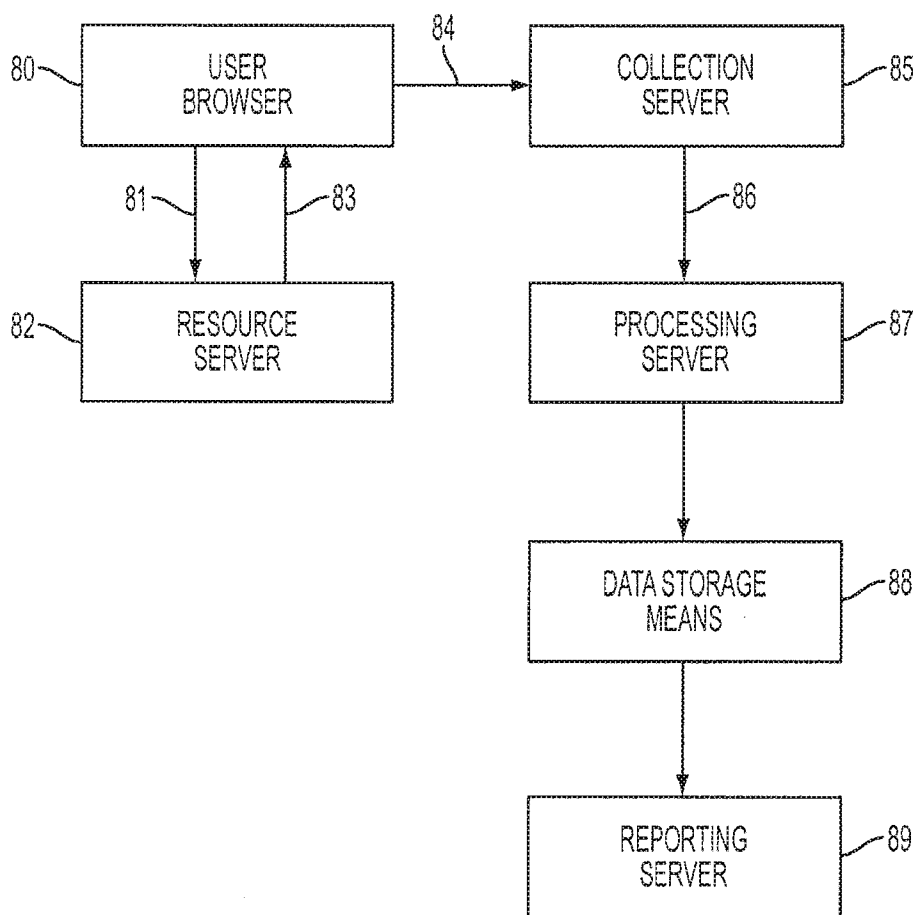 84
80
USER
BROWSER
COLLECTION
SERVER
85
81
83
86
82
RESOURCE
SERVER
PROCESSING
SERVER
87
DATA STORAGE
MEANS
88
REPORTING
SERVER
89